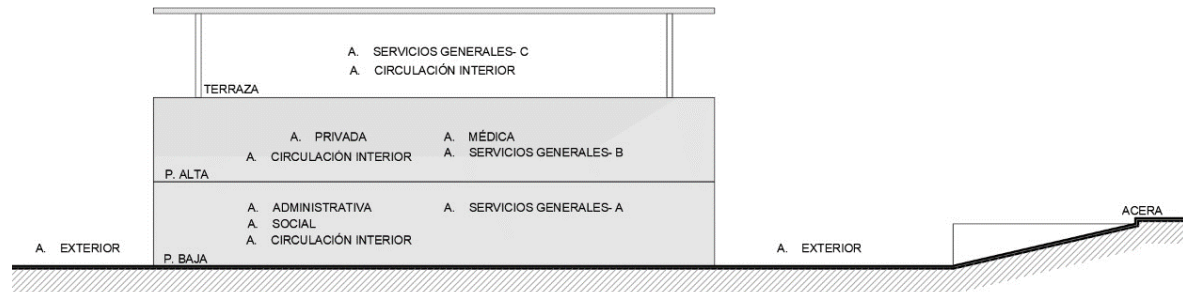 A. SERVICIOS GENERALES- C
A. CIRCULACIÓN INTERIOR
TERRAZA
A. PRIVADA
A. CIRCULACIÓN INTERIOR
A. MÉDICA
A. SERVICIOS GENERALES- B
P. ALTA
A. ADMINISTRATIVA
A. SOCIAL
A. CIRCULACIÓN INTERIOR
A. SERVICIOS GENERALES- A
P. BAJA
A. EXTERIOR
A. EXTERIOR
ACERA